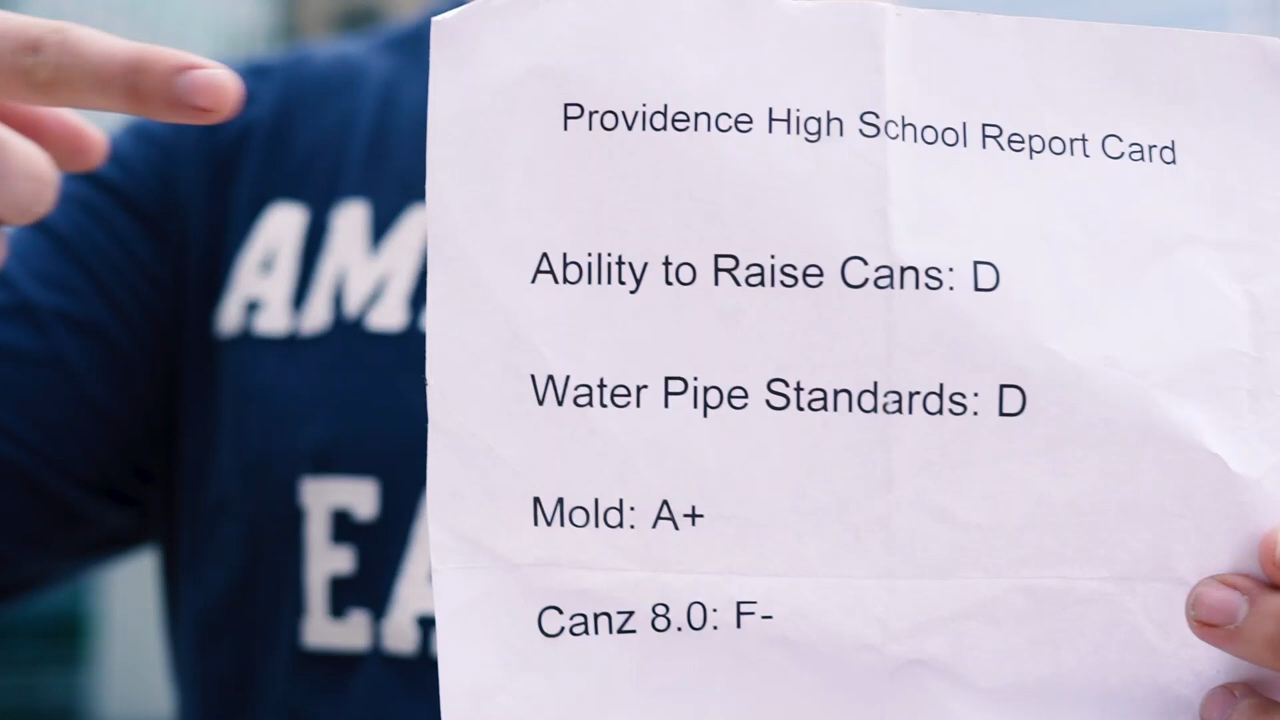 Providence High School Report Card
Ability to Raise Cans: D
Water Pipe Standards: D
Mold: A+
Canz 8.0: F-